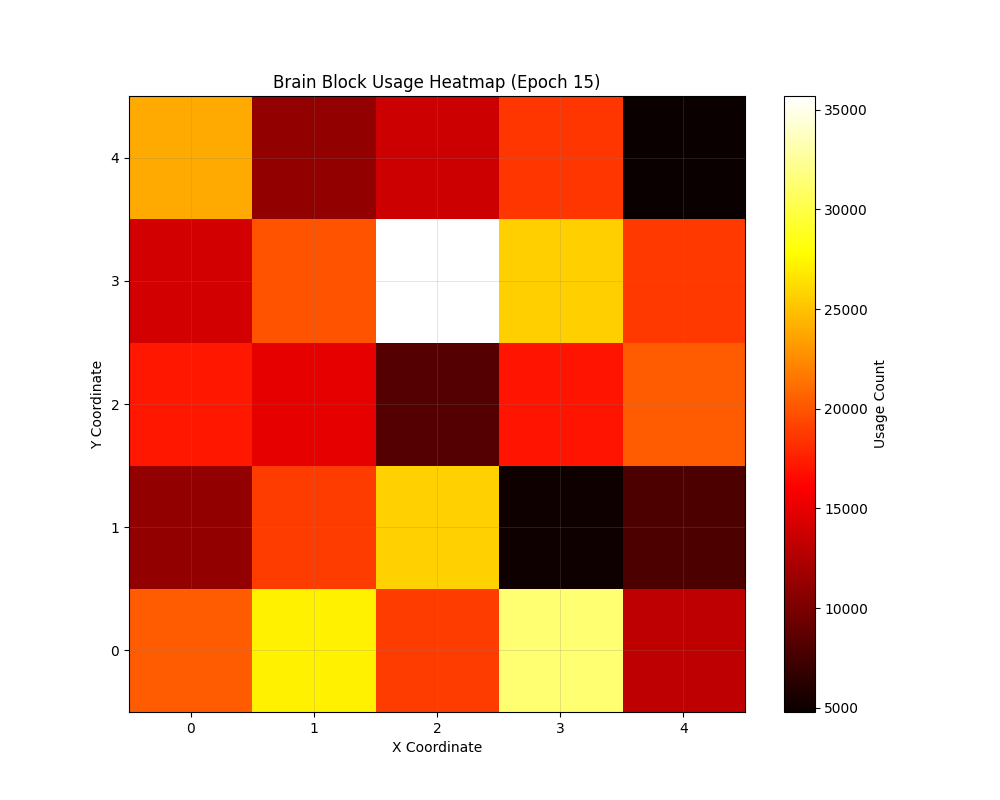 Brain Block Usage Heatmap (Epoch 15)
4
3
2
1
0
Y Coordinate
0 1 2 3 4
X Coordinate
35000
30000
25000
20000
15000
10000
5000
Usage Count